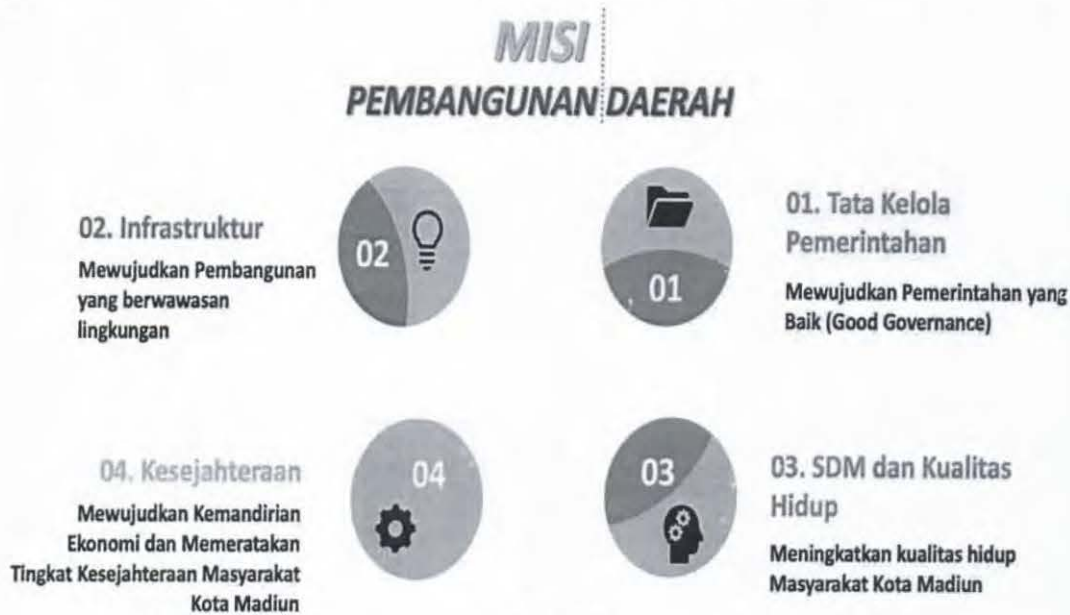 MISI
PEMBANGUNAN DAERAH
02. Infrastruktur
Mewujudkan Pembangunan
yang berwawasan
lingkungan
02
01
01. Tata Kelola
Pemerintahan
Mewujudkan Pemerintahan yang
Baik (Good Governance)
04. Kesejahteraan
Mewujudkan Kemandirian
Ekonomi dan Memeratakan
Tingkat Kesejahteraan Masyarakat
Kota Madiun
04
03
03. SDM dan Kualitas
Hidup
Meningkatkan kualitas hidup
Masyarakat Kota Madiun